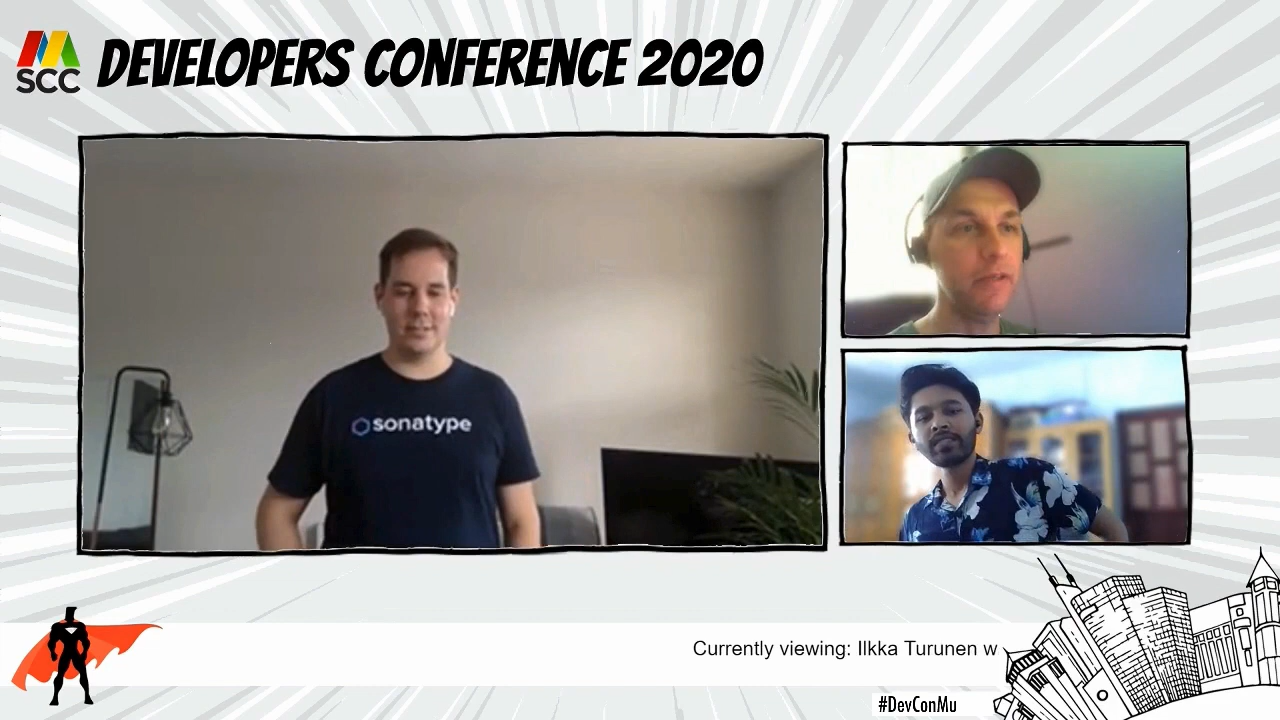 SCC
DEVELOPERS CONFERENCE 2020
sonatype
Currently viewing: Ilkka Turunen w
#DevConMu